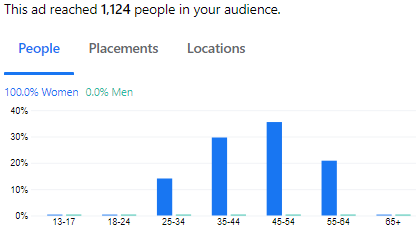 This ad reached 1,124 people in your audience.
People Placements Locations
100.0% Women 0.0% Men
40%
30%
20%
10%
0%
13-17 18-24 25-34 35-44 45-54 55-64 65+